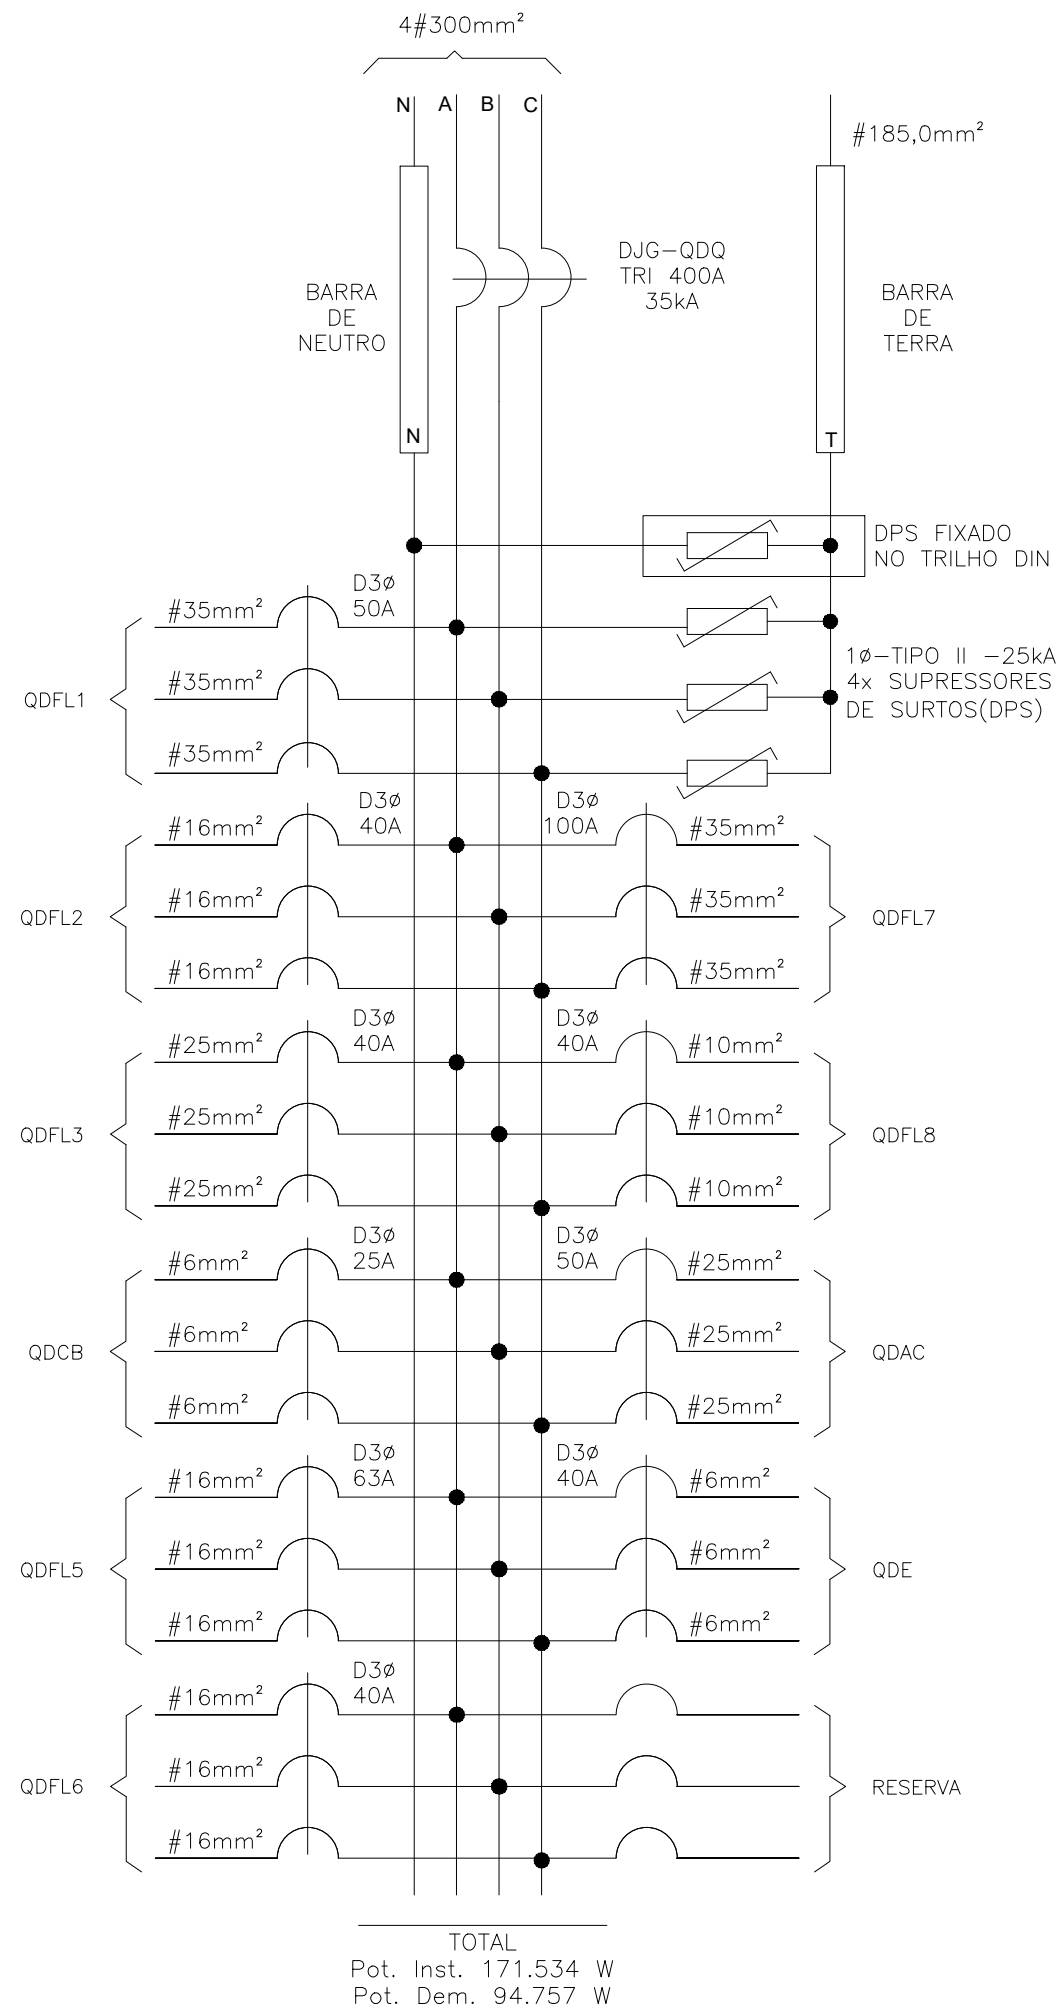 4#300mm²
N A B C
#185,0mm²
DJG-QDQ
TRI 400A
35kA
BARRA
DE
NEUTRO
BARRA
DE
TERRA
N
T
DPS FIXADO
NO TRILHO DIN
D3ø
50A
#35mm²
#35mm²
#35mm²
QDFL1
1ø-TIPO II -25kA
4x SUPRESSORES
DE SURTOS(DPS)
D3ø
40A
D3ø
100A
#16mm²
#16mm²
#16mm²
QDFL2
#35mm²
#35mm²
#35mm²
QDFL7
D3ø
40A
D3ø
40A
#25mm²
#25mm²
#25mm²
QDFL3
#10mm²
#10mm²
#10mm²
QDFL8
D3ø
25A
D3ø
50A
#6mm²
#6mm²
#6mm²
QDCB
#25mm²
#25mm²
#25mm²
QDAC
D3ø
63A
D3ø
40A
#16mm²
#16mm²
#16mm²
QDFL5
#6mm²
#6mm²
#6mm²
QDE
D3ø
40A
#16mm²
#16mm²
#16mm²
QDFL6
RESERVA
TOTAL
Pot. Inst. 171.534 W
Pot. Dem. 94.757 W